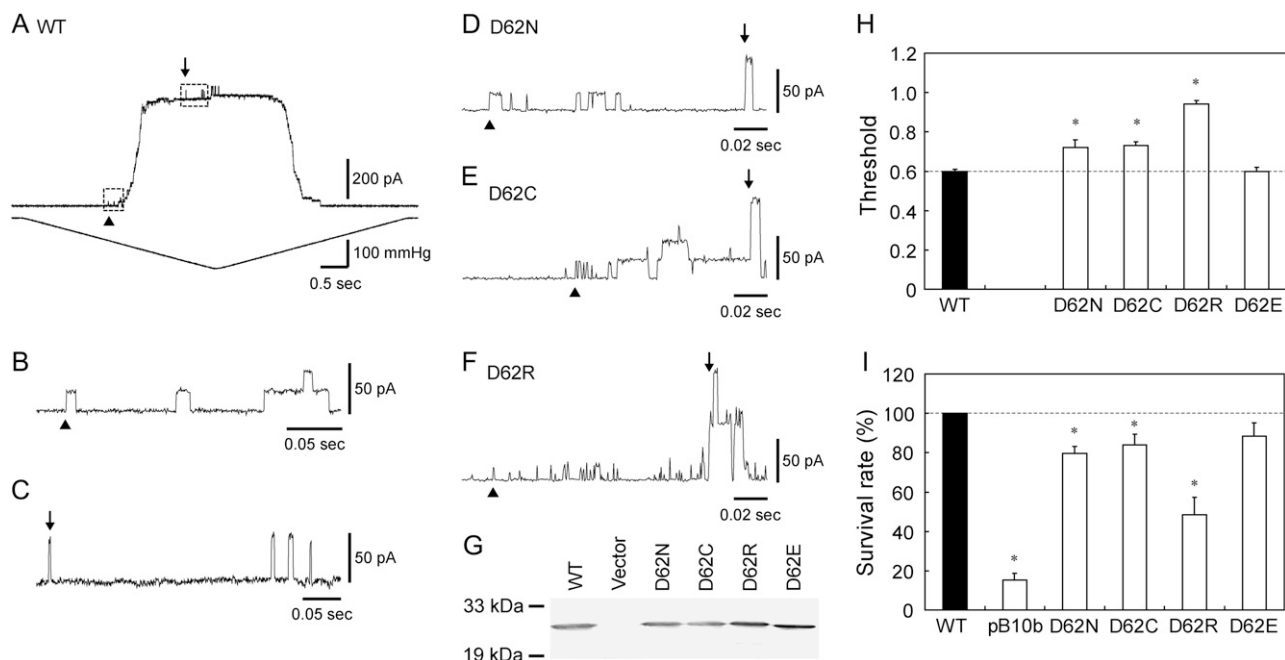 A WT
200 pA
100 mmHg
0.5 sec
B
50 pA
0.05 sec
C
50 pA
0.05 sec
D D62N
50 pA
0.02 sec
E D62C
50 pA
0.02 sec
F D62R
50 pA
0.02 sec
G
WT
Vector
D62N
D62C
D62R
D62E
33 kDa
19 kDa
H
Threshold
1.2
1.0
0.8
0.6
0.4
0.2
0
* * *
WT D62N D62C D62R D62E
I
Survival rate (%)
120
100
80
60
40
20
0
* * * *
WT pB10b D62N D62C D62R D62E